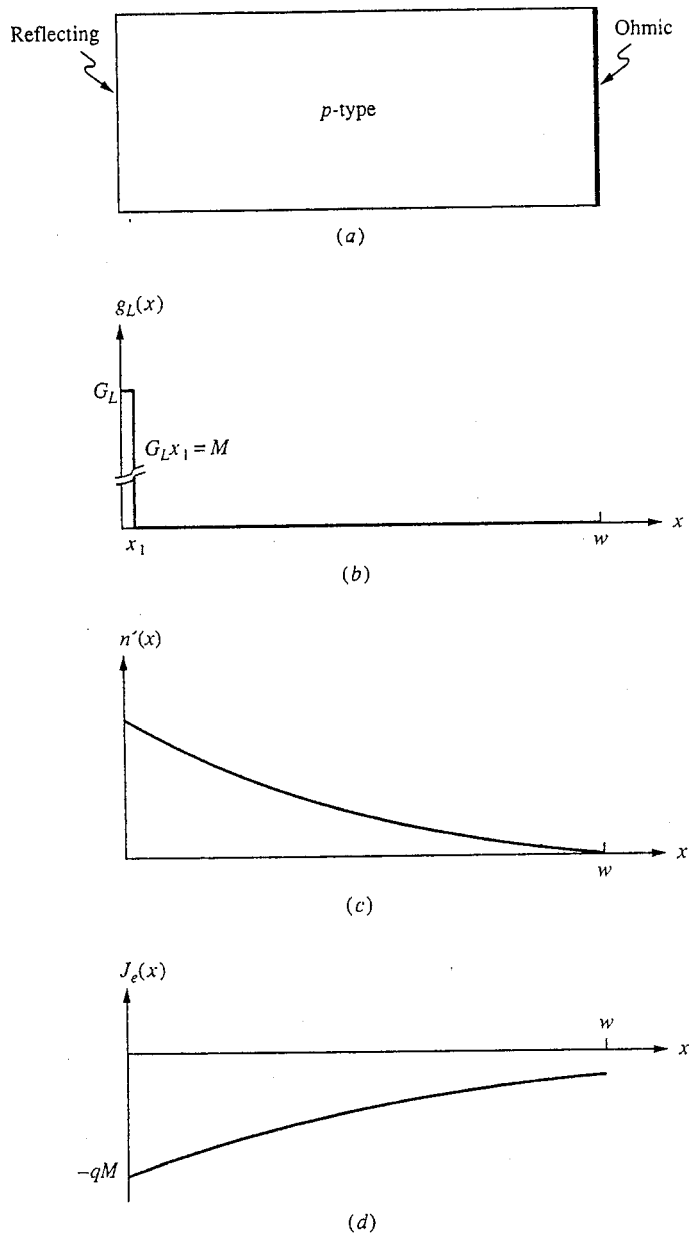 Reflecting
Ohmic
p-type
(a)
g_L(x)
G_L
G_L x_1 = M
x_1
w
x
(b)
n′(x)
w
x
(c)
J_e(x)
w
x
−qM
(d)